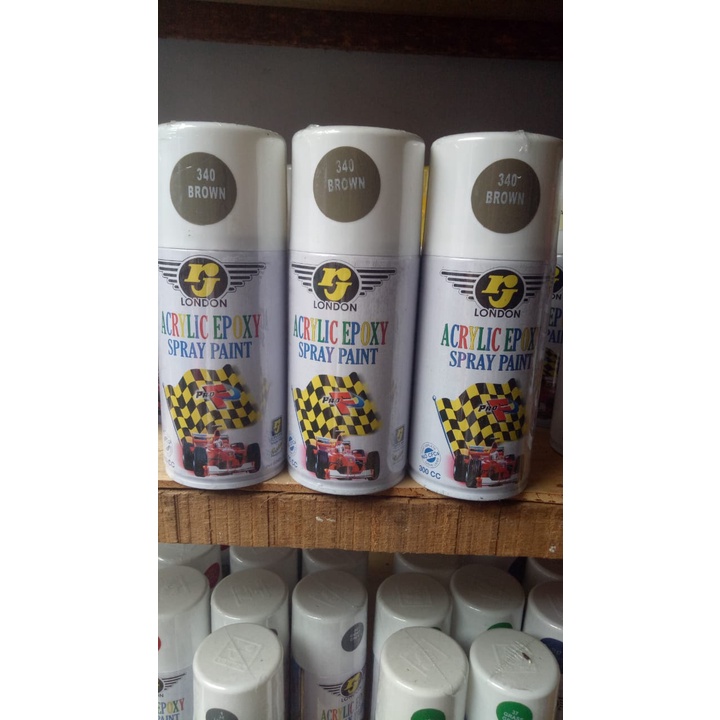 340
BROWN
rj
LONDON
ACRYLIC EPOXY
SPRAY PAINT
340
BROWN
rj
LONDON
ACRYLIC EPOXY
SPRAY PAINT
340
BROWN
rj
LONDON
ACRYLIC EPOXY
SPRAY PAINT
300 CC